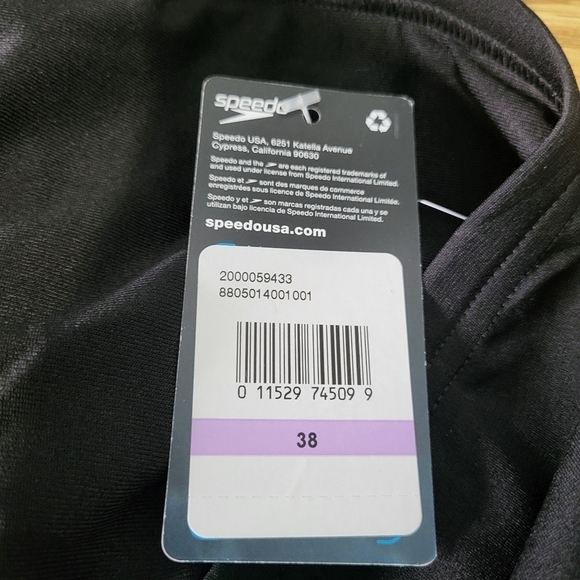 speedo
Speedo USA, 6251 Katella Avenue
Cypress, California 90630
Speedo and the are each registered trademarks of
and used under license from Speedo International Limited.
Speedo et sont des marques de commerce
enregistrées sous licence de Speedo International Limitée.
Speedo y et son marcas registradas cada una y se
utilizan bajo licencia de Speedo International Limited.
speedousa.com
2000059433
8805014001001
0 11529 74509 9
38